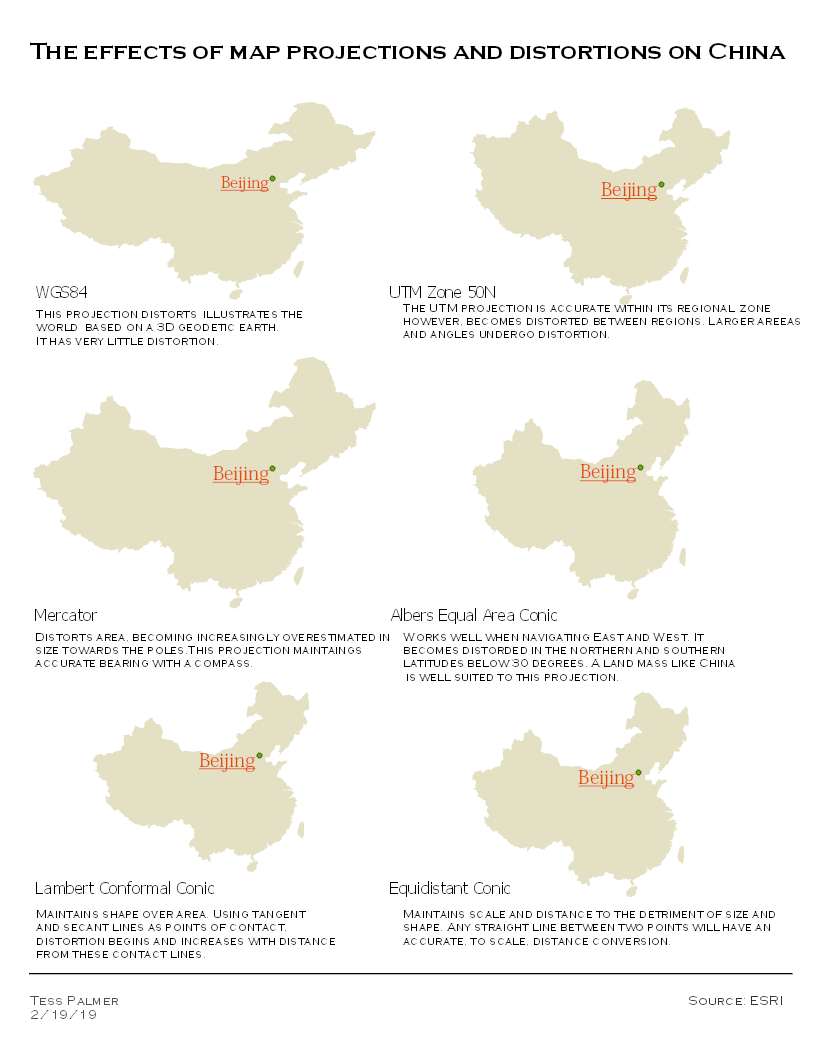 The effects of map projections and distortions on China
Beijing
Beijing
WGS84
This projection distorts illustrates the
world based on a 3D geodetic earth.
It has very little distortion.
UTM Zone 50N
The UTM projection is accurate within its regional zone
however, becomes distorted between regions. Larger areeas
and angles undergo distortion.
Beijing
Beijing
Mercator
Distorts area, becoming increasingly overestimated in
size towards the poles.This projection maintaings
accurate bearing with a compass.
Albers Equal Area Conic
Works well when navigating East and West. It
becomes distorded in the northern and southern
latitudes below 30 degrees. A land mass like China
is well suited to this projection.
Beijing
Beijing
Lambert Conformal Conic
Maintains shape over area. Using tangent
and secant lines as points of contact,
distortion begins and increases with distance
from these contact lines.
Equidistant Conic
Maintains scale and distance to the detriment of size and
shape. Any straight line between two points will have an
accurate, to scale, distance conversion.
Tess Palmer
2/19/19
Source: ESRI